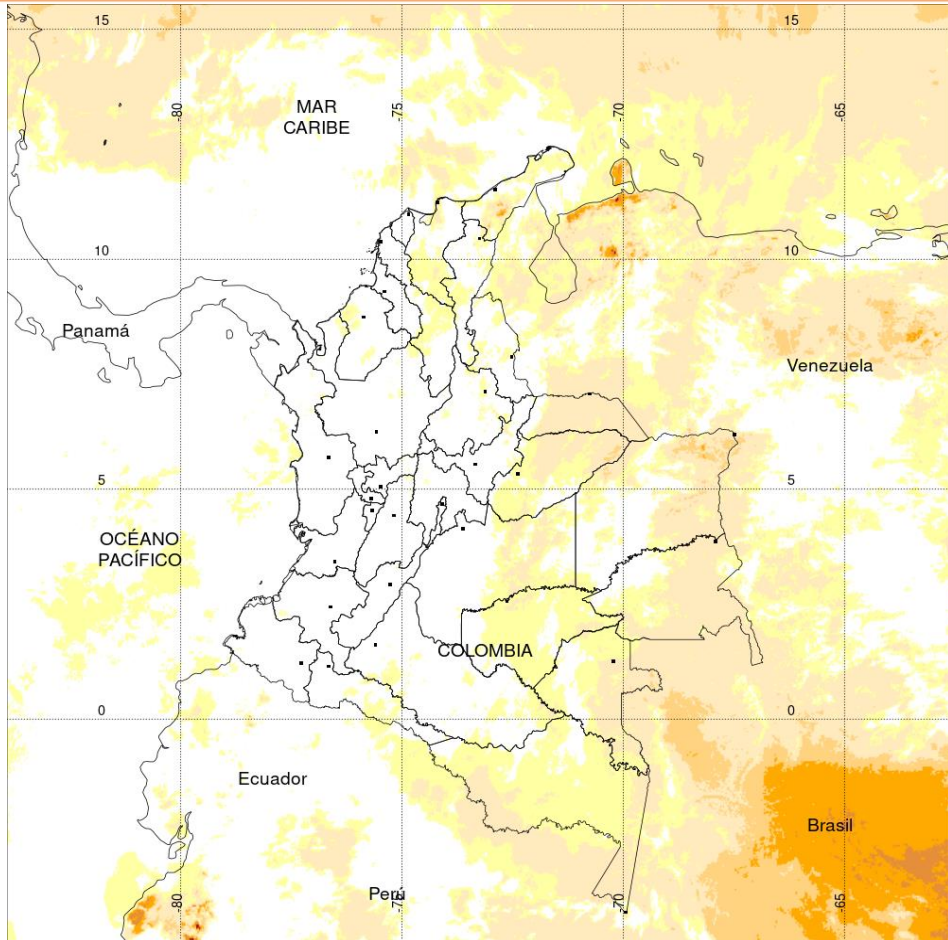 15
15
-80
-75
-70
-65
MAR
CARIBE
10
10
Panamá
Venezuela
5
5
OCÉANO
PACÍFICO
COLOMBIA
0
0
Ecuador
Brasil
Perú
-80
-75
-70
-65